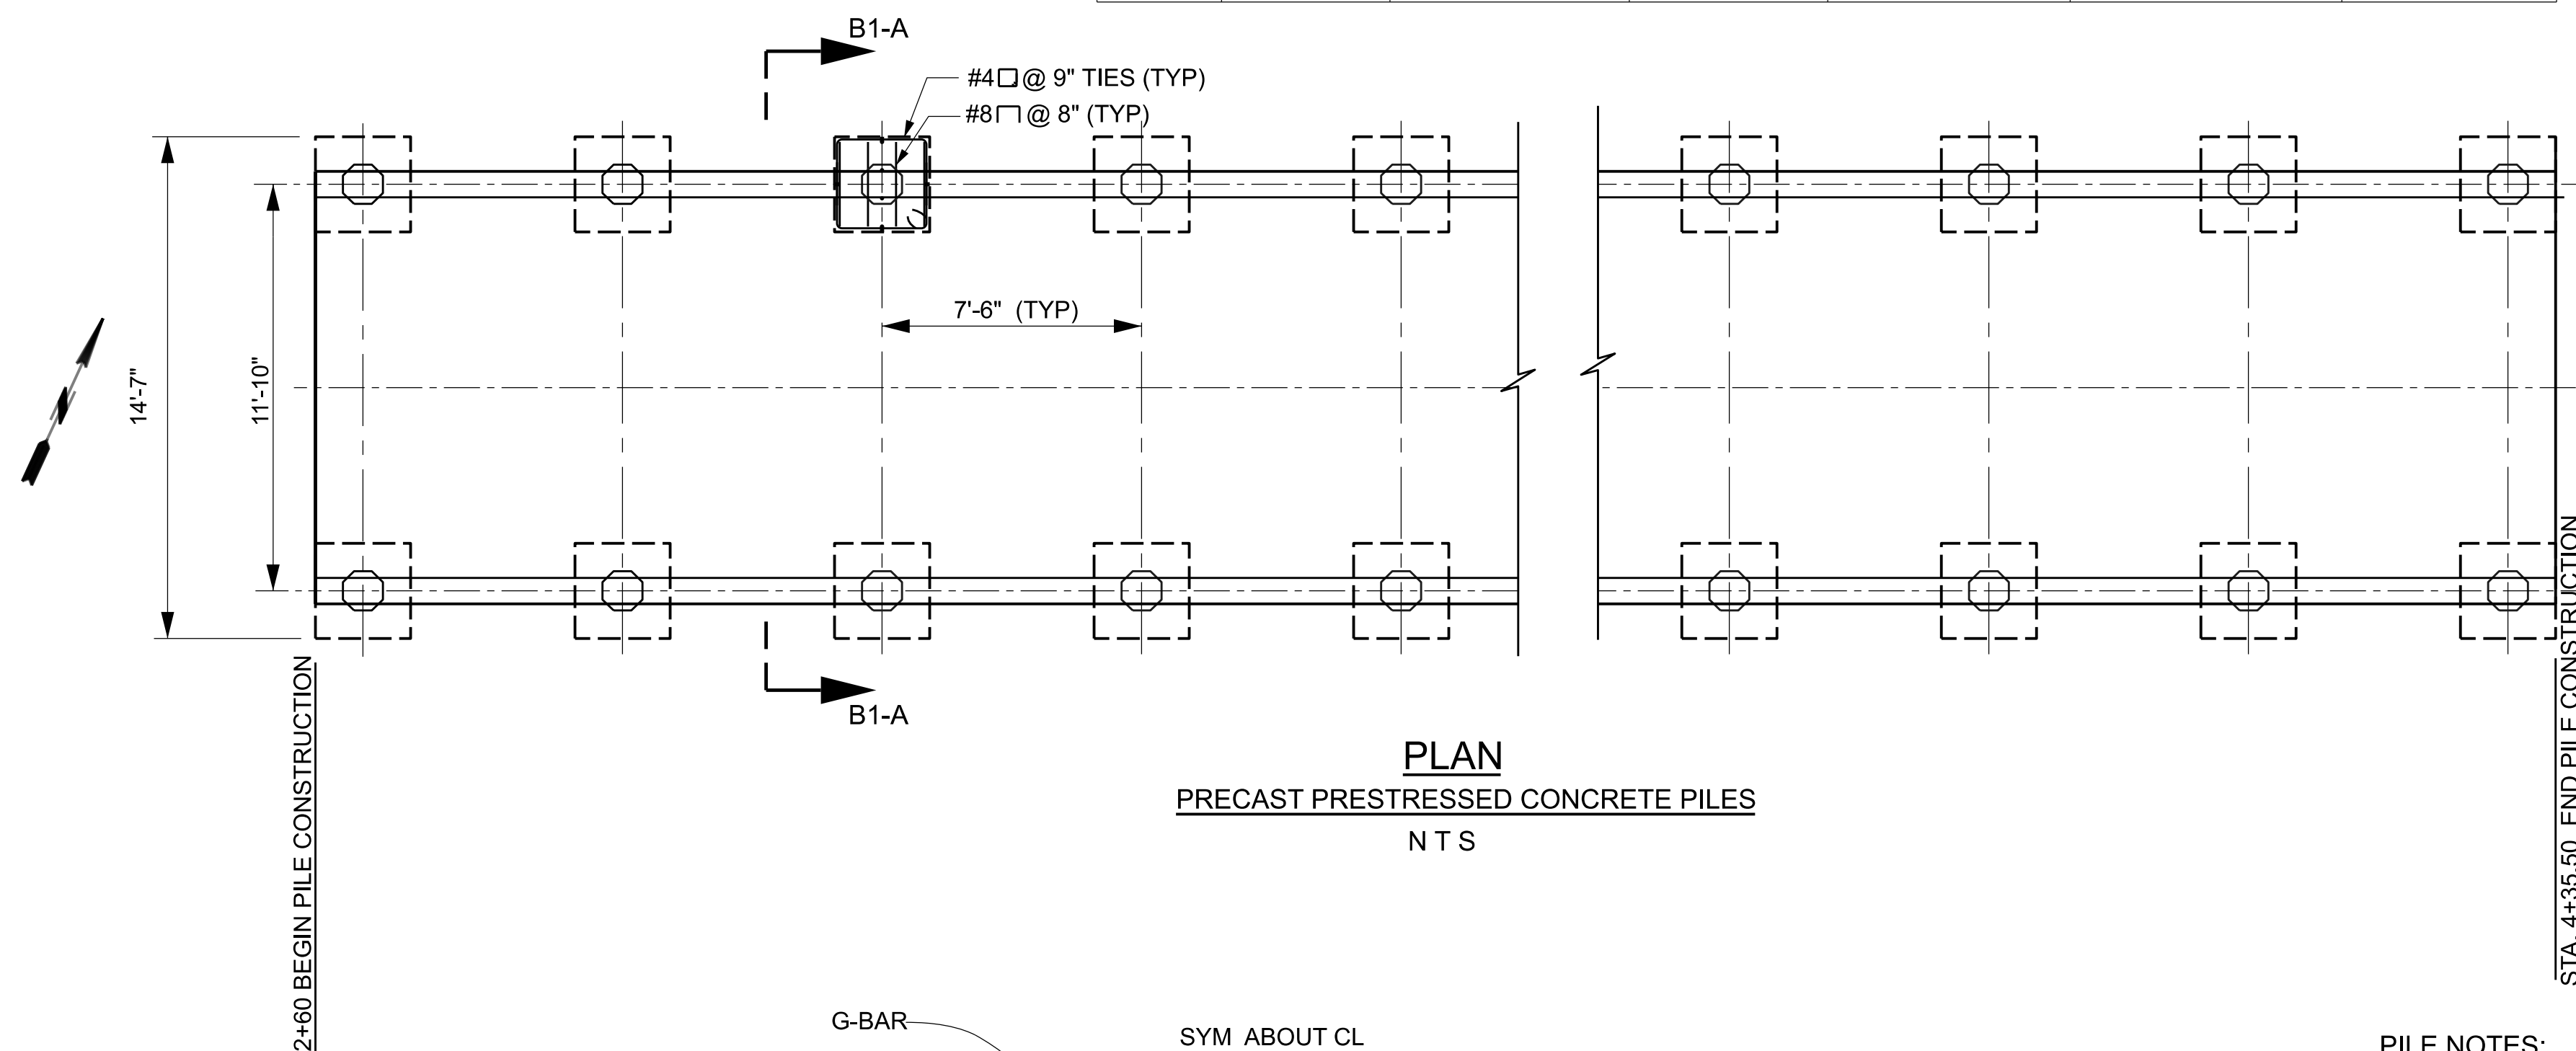 B1-A
#4 @ 9" TIES (TYP)
#8 @ 8" (TYP)
7'-6" (TYP)
14'-7"
11'-10"
B1-A
PLAN
PRECAST PRESTRESSED CONCRETE PILES
N T S
2+60 BEGIN PILE CONSTRUCTION
STA. 4+35.50 END PILE CONSTRUCTION
G-BAR
SYM ABOUT CL
PILE NOTES: